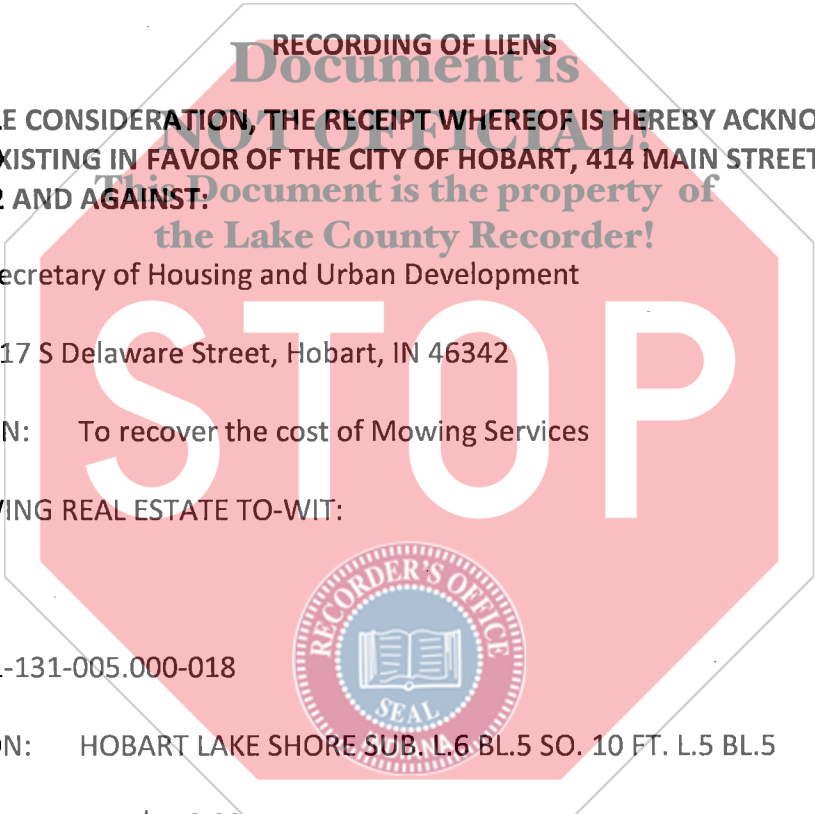 RECORDING OF LIENS
Document is
CONSIDERATION, THE RECEIPT WHEREOF IS HEREBY ACKNO
NOT OFFICIAL!
XISTING IN FAVOR OF THE CITY OF HOBART, 414 MAIN STREET
This Document is the property of
2 AND AGAINST:
the Lake County Recorder!
ecretary of Housing and Urban Development
STOP
17 S Delaware Street, Hobart, IN 46342
N: To recover the cost of Mowing Services
ING REAL ESTATE TO-WIT:
RECORDER'S OFFICE
SEAL
INDIANA
-131-005.000-018
N: HOBART LAKE SHORE SUB. L.6 BL.5 SO. 10 FT. L.5 BL.5